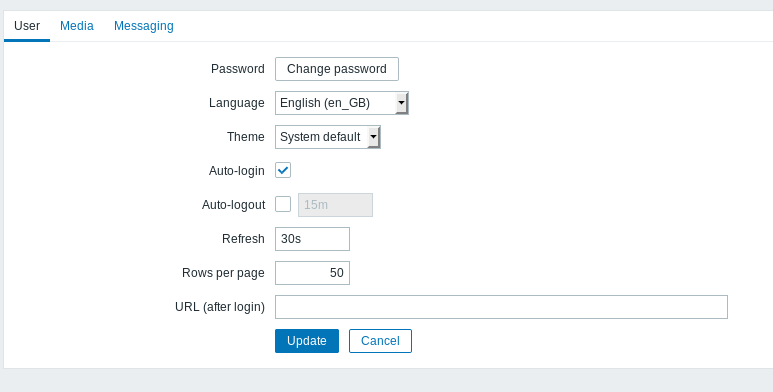 User Media Messaging
Password Change password
Language English (en_GB)
Theme System default
Auto-login
Auto-logout 15m
Refresh 30s
Rows per page 50
URL (after login)
Update Cancel